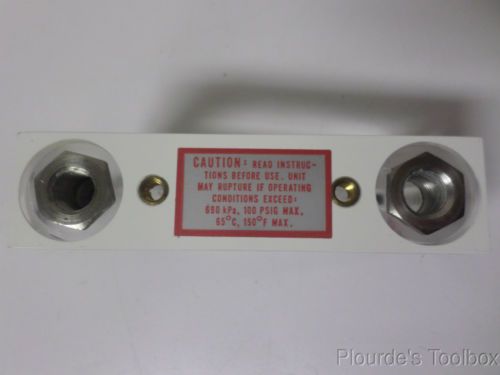 CAUTION: READ INSTRUC-
TIONS BEFORE USE. UNIT
MAY RUPTURE IF OPERATING
CONDITIONS EXCEED:
690 kPa, 100 PSIG MAX,
65°C, 150°F MAX.
Plourde's Toolbox